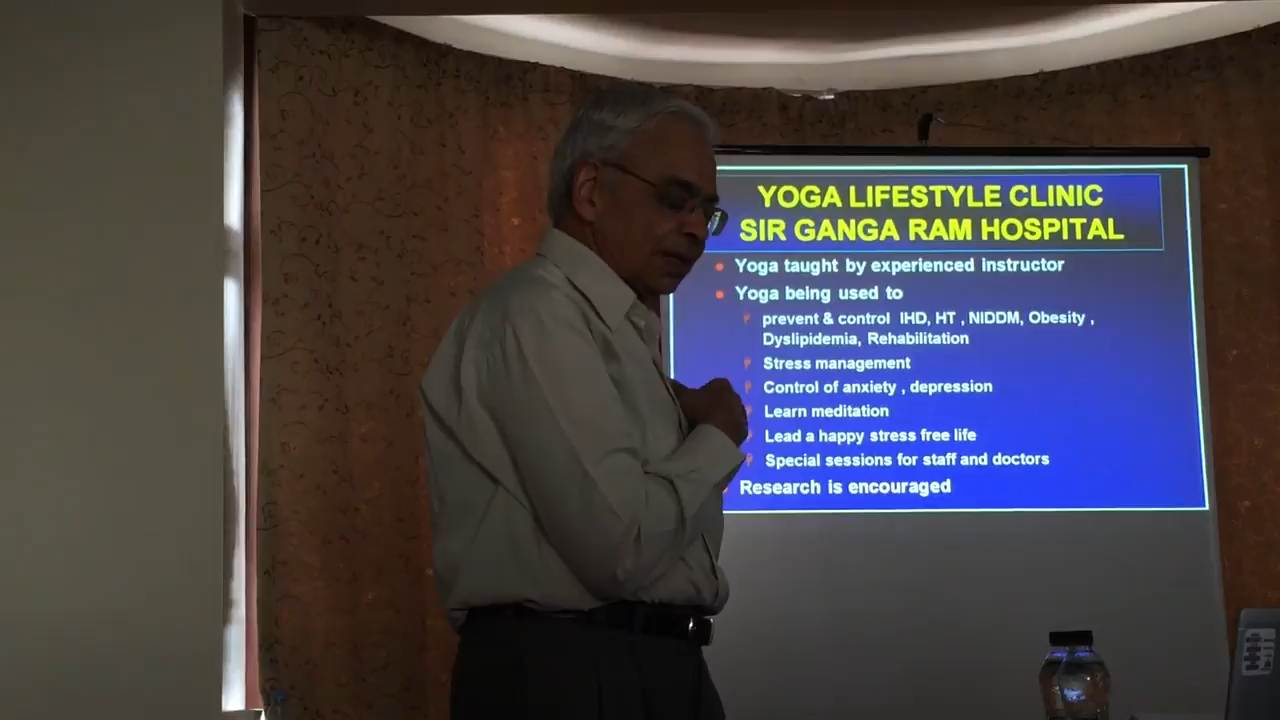 YOGA LIFESTYLE CLINIC
SIR GANGA RAM HOSPITAL
Yoga taught by experienced instructor
Yoga being used to
prevent & control IHD, HT , NIDDM, Obesity ,
Dyslipidemia, Rehabilitation
Stress management
Control of anxiety , depression
Learn meditation
Lead a happy stress free life
Special sessions for staff and doctors
Research is encouraged